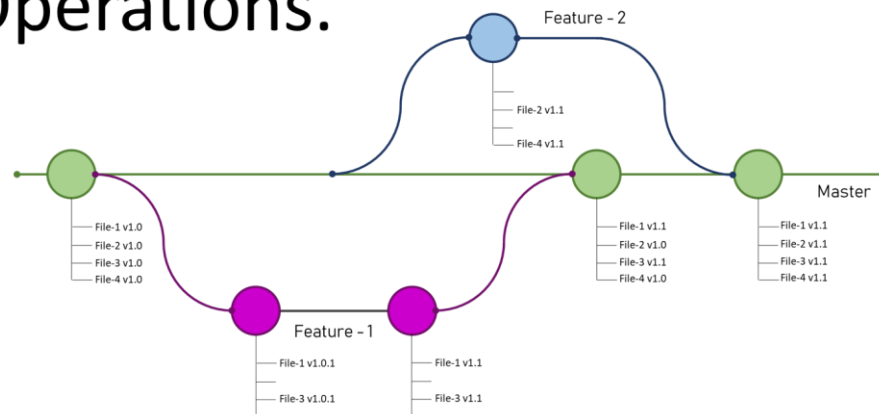 Operations.
Feature - 2
File-2 v1.1
File-4 v1.1
Master
File-1 v1.0
File-2 v1.0
File-3 v1.0
File-4 v1.0
File-1 v1.1
File-2 v1.0
File-3 v1.1
File-4 v1.0
File-1 v1.1
File-2 v1.1
File-3 v1.1
File-4 v1.1
Feature - 1
File-1 v1.0.1
File-3 v1.0.1
File-1 v1.1
File-3 v1.1